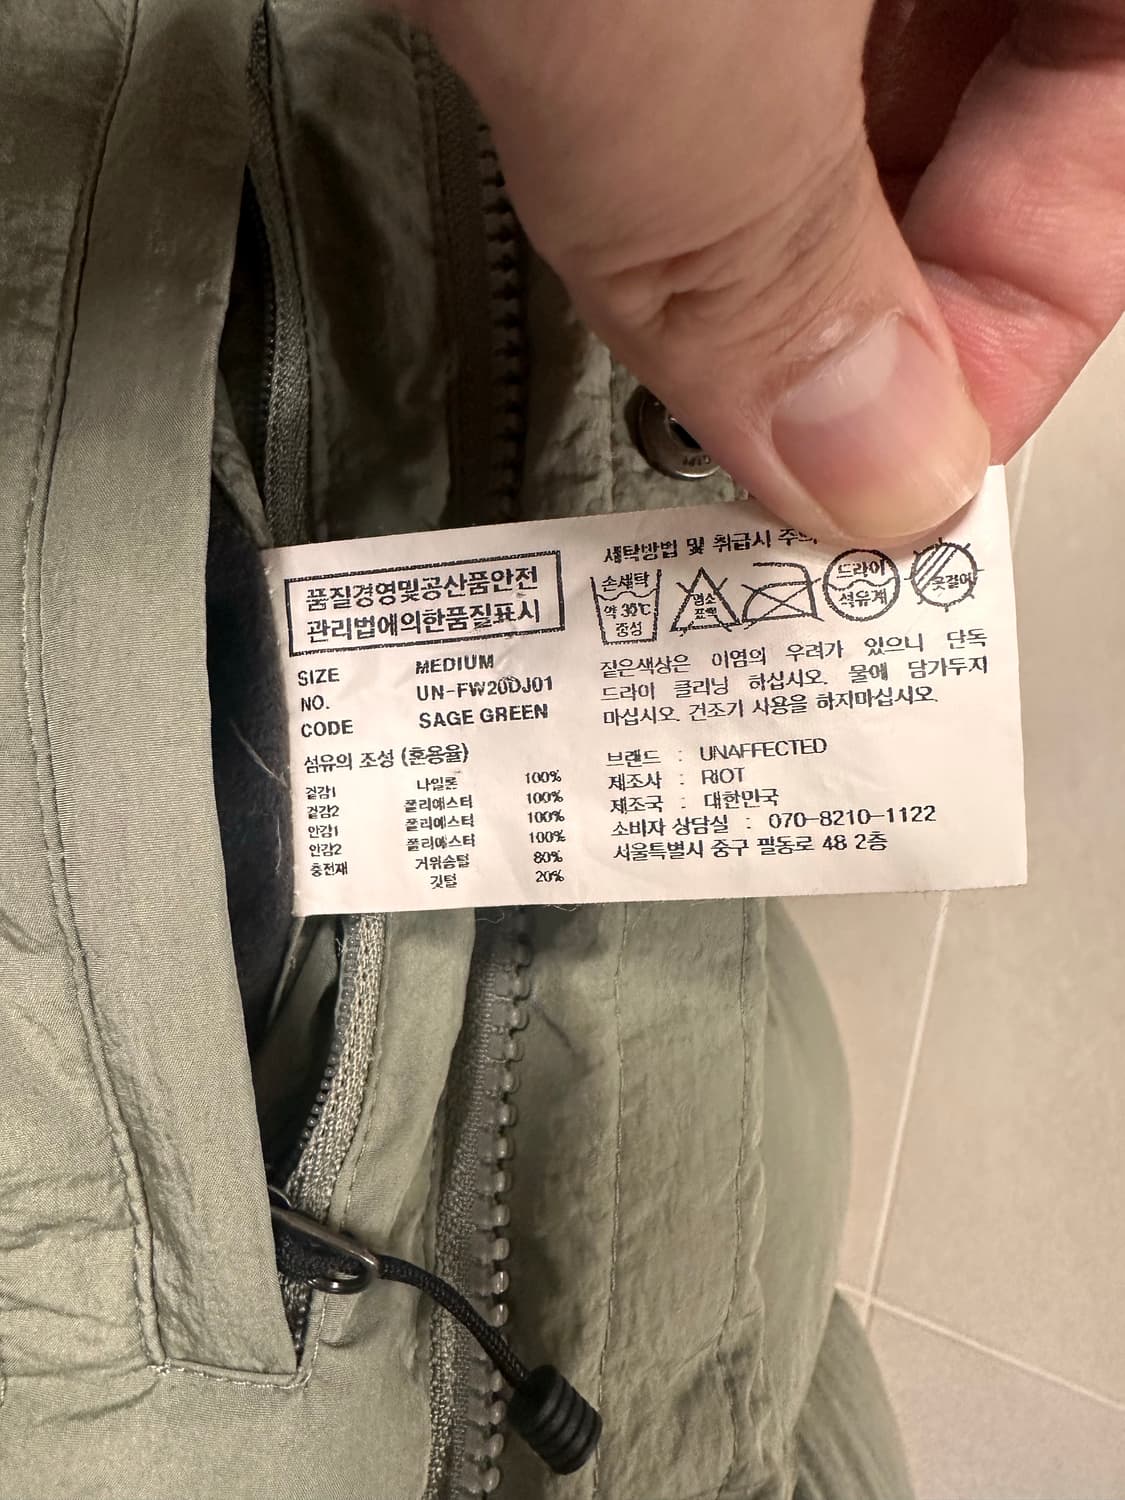 품질경영및공산품안전
관리법에의한품질표시
SIZE MEDIUM
NO. UN-FW20DJ01
CODE SAGE GREEN
섬유의 조성 (혼용율)
겉감1 나일론 100%
겉감2 폴리에스터 100%
안감1 폴리에스터 100%
안감2 폴리에스터 100%
충전재 거위솜털 80%
깃털 20%
세탁방법 및 취급시
손세탁
약 30℃
중성
염소
표백
드라이
석유계
옷걸이
짙은색상은 이염의 우려가 있으니 단독
드라이 클리닝 하십시오. 물에 담가두지
마십시오. 건조기 사용을 하지마십시오.
브랜드 : UNAFFECTED
제조사 : RIOT
제조국 : 대한민국
소비자 상담실 : 070-8210-1122
서울특별시 중구 필동로 48 2층